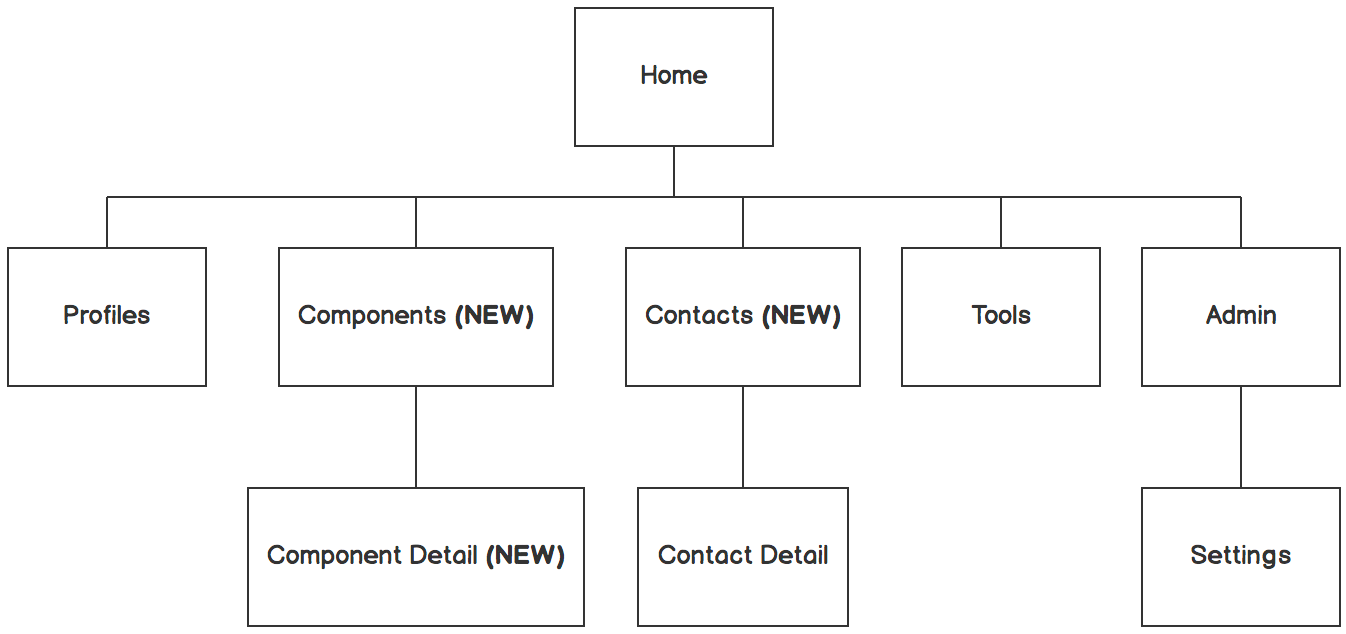 Home
Profiles
Components (NEW)
Contacts (NEW)
Tools
Admin
Component Detail (NEW)
Contact Detail
Settings